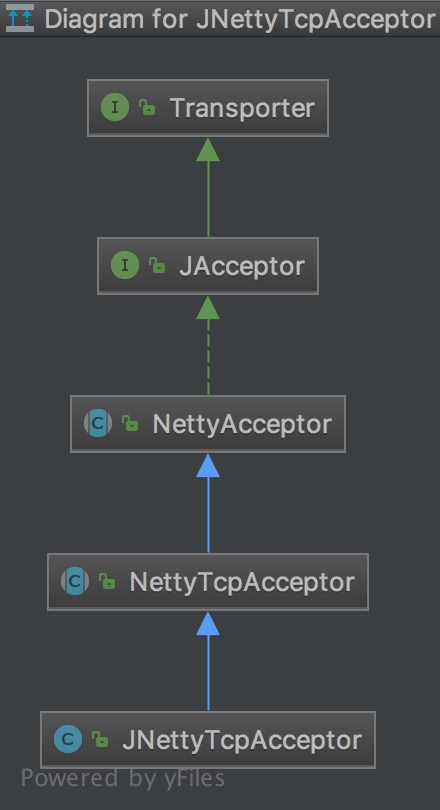 Diagram for JNettyTcpAcceptor
I Transporter
I JAcceptor
C NettyAcceptor
C NettyTcpAcceptor
C JNettyTcpAcceptor
Powered by yFiles